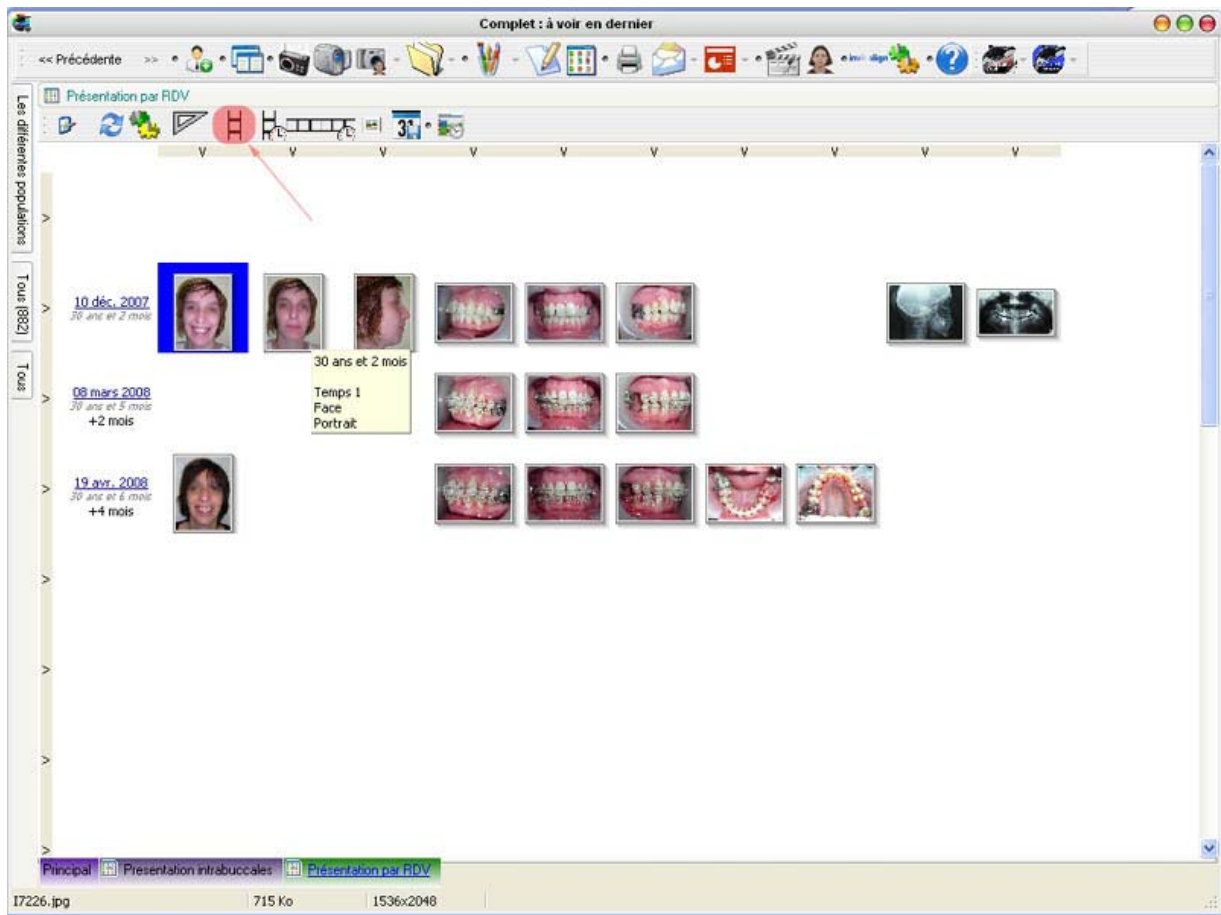 Complet : à voir en dernier
<< Précédente >>
Présentation par RDV
Les différentes populations
Tous (882)
Tous
V V V V V V V V V V
>
> 10 déc. 2007
30 ans et 2 mois
30 ans et 2 mois
Temps 1
Face
Portrait
> 08 mars 2008
30 ans et 5 mois
+2 mois
> 19 avr. 2008
30 ans et 6 mois
+4 mois
>
>
>
>
Principal Presentation intrabuccales Présentation par RDV
I7226.jpg 715 Ko 1536x2048